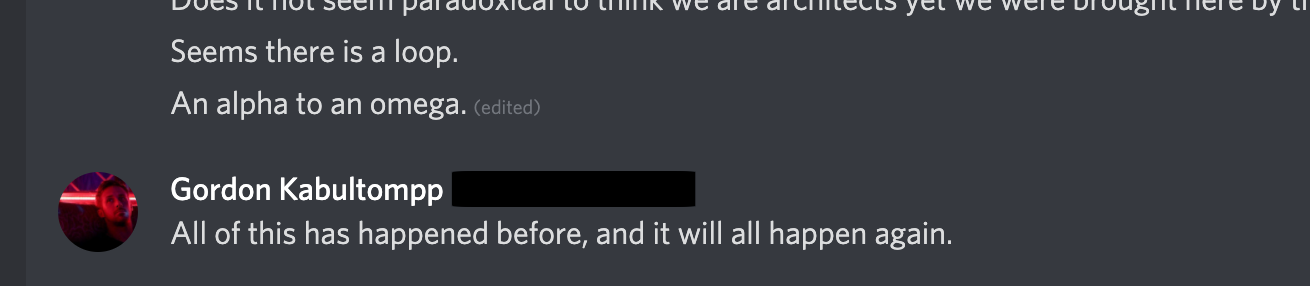 Does it not seem paradoxical to think we are architects yet we were brought here by
Seems there is a loop.
An alpha to an omega. (edited)
Gordon Kabultompp
All of this has happened before, and it will all happen again.